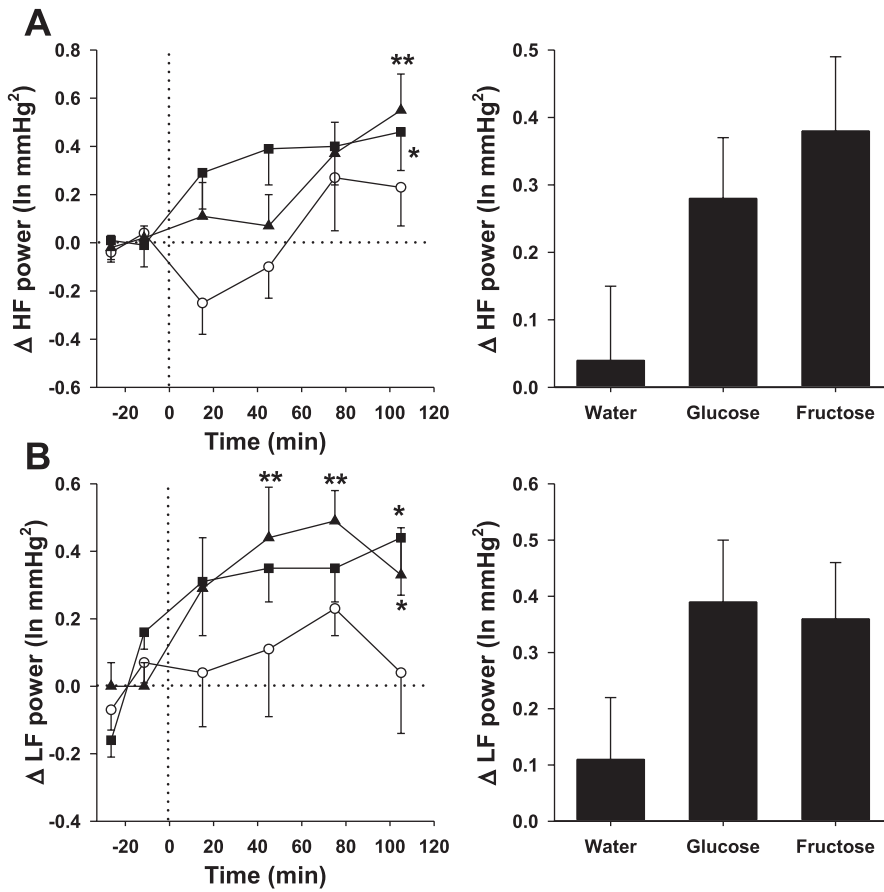 A
Δ HF power (ln mmHg²)
0.8
0.6
0.4
0.2
0.0
-0.2
-0.4
-0.6
**
*
-20 0 20 40 60 80 100 120
Time (min)
Δ HF power (ln mmHg²)
0.5
0.4
0.3
0.2
0.1
0.0
Water Glucose Fructose
B
Δ LF power (ln mmHg²)
0.6
0.4
0.2
0.0
-0.2
-0.4
** ** *
*
-20 0 20 40 60 80 100 120
Time (min)
Δ LF power (ln mmHg²)
0.6
0.5
0.4
0.3
0.2
0.1
0.0
Water Glucose Fructose